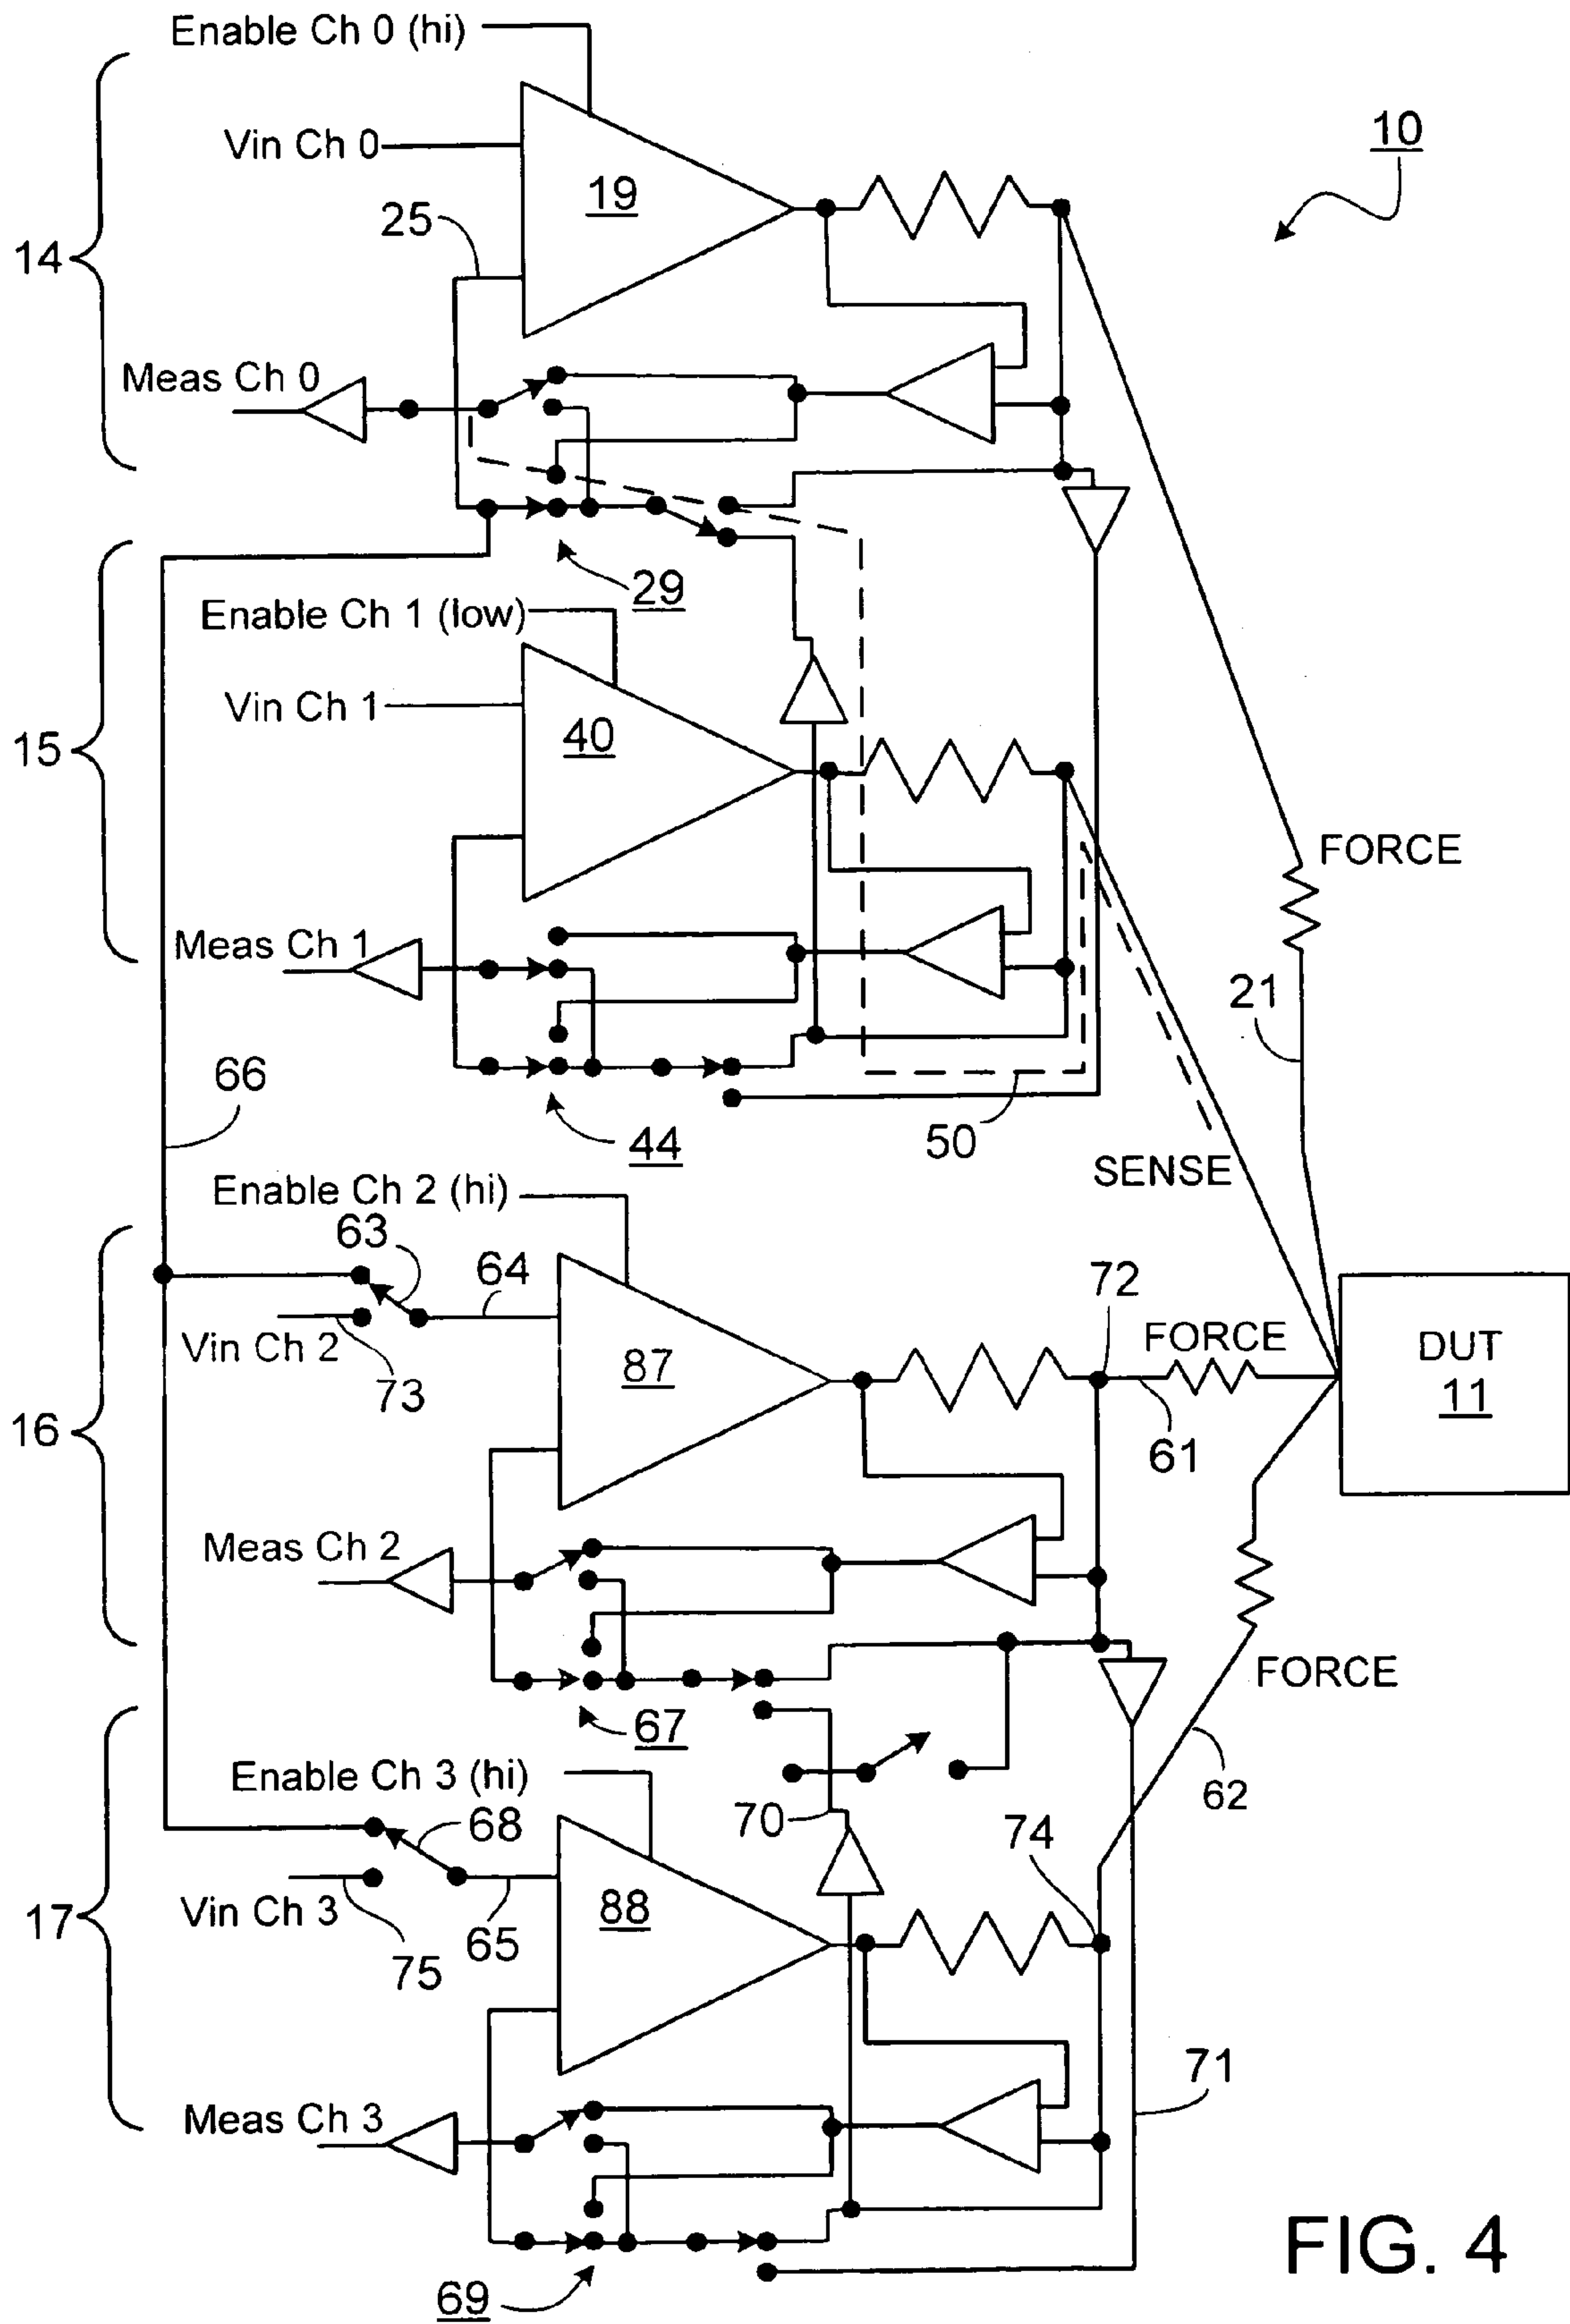 Enable Ch 0 (hi)
10
Vin Ch 0
19
25
14
Meas Ch 0
29
Enable Ch 1 (low)
Vin Ch 1
40
15
FORCE
Meas Ch 1
21
66
50
44
SENSE
Enable Ch 2 (hi)
63
64
72
FORCE
Vin Ch 2
87
DUT
11
73
16
61
Meas Ch 2
FORCE
67
Enable Ch 3 (hi)
62
70
68
74
Vin Ch 3
88
17
65
75
71
Meas Ch 3
69
FIG. 4